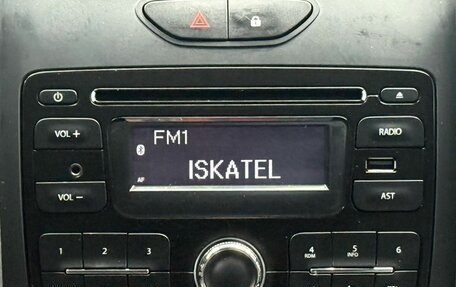 FM1
VOL +
RADIO
ISKATEL
AF
VOL −
AST
1 2 3 4 5 6
RDM INFO